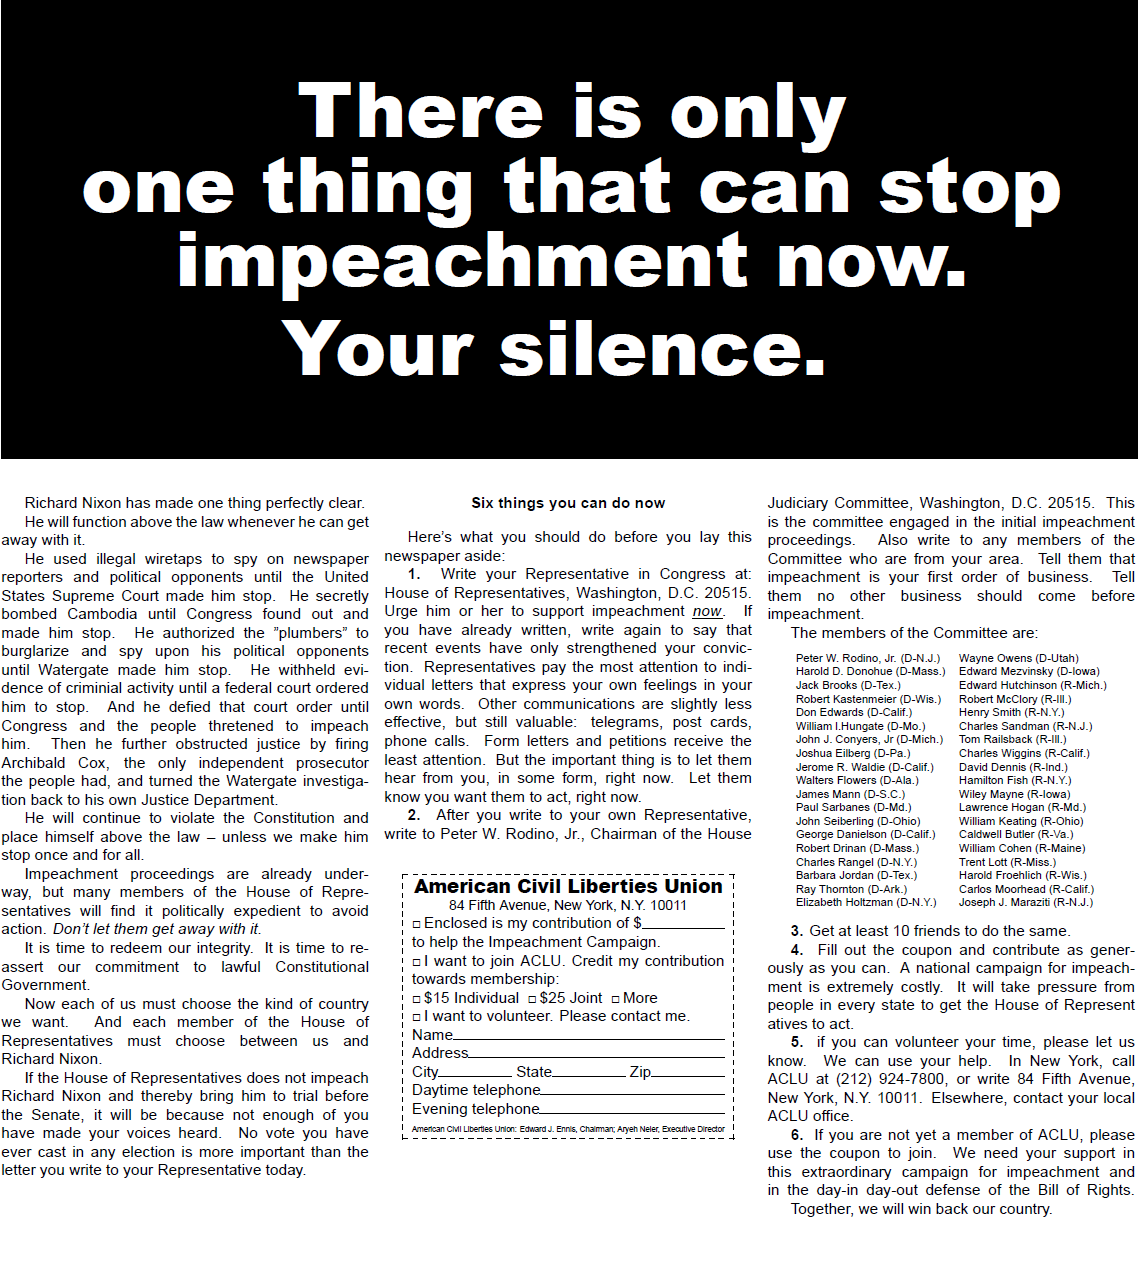 There is only
one thing that can stop
impeachment now.
Your silence.
Richard Nixon has made one thing perfectly clear.
He will function above the law whenever he can get
away with it.
He used illegal wiretaps to spy on newspaper
reporters and political opponents until the United
States Supreme Court made him stop. He secretly
bombed Cambodia until Congress found out and
made him stop. He authorized the ”plumbers” to
burglarize and spy upon his political opponents
until Watergate made him stop. He withheld evi-
dence of criminial activity until a federal court ordered
him to stop. And he defied that court order until
Congress and the people thretened to impeach
him. Then he further obstructed justice by firing
Archibald Cox, the only independent prosecutor
the people had, and turned the Watergate investiga-
tion back to his own Justice Department.
He will continue to violate the Constitution and
place himself above the law – unless we make him
stop once and for all.
Impeachment proceedings are already under-
way, but many members of the House of Repre-
sentatives will find it politically expedient to avoid
action. Don’t let them get away with it.
It is time to redeem our integrity. It is time to re-
assert our commitment to lawful Constitutional
Government.
Now each of us must choose the kind of country
we want. And each member of the House of
Representatives must choose between us and
Richard Nixon.
If the House of Representatives does not impeach
Richard Nixon and thereby bring him to trial before
the Senate, it will be because not enough of you
have made your voices heard. No vote you have
ever cast in any election is more important than the
letter you write to your Representative today.
Six things you can do now
Here’s what you should do before you lay this
newspaper aside:
1. Write your Representative in Congress at:
House of Representatives, Washington, D.C. 20515.
Urge him or her to support impeachment now. If
you have already written, write again to say that
recent events have only strengthened your convic-
tion. Representatives pay the most attention to indi-
vidual letters that express your own feelings in your
own words. Other communications are slightly less
effective, but still valuable: telegrams, post cards,
phone calls. Form letters and petitions receive the
least attention. But the important thing is to let them
hear from you, in some form, right now. Let them
know you want them to act, right now.
2. After you write to your own Representative,
write to Peter W. Rodino, Jr., Chairman of the House
American Civil Liberties Union
84 Fifth Avenue, New York, N.Y. 10011
□ Enclosed is my contribution of $
to help the Impeachment Campaign.
□ I want to join ACLU. Credit my contribution
towards membership:
□ $15 Individual □ $25 Joint □ More
□ I want to volunteer. Please contact me.
Name
Address
City State Zip
Daytime telephone
Evening telephone
American Civil Liberties Union: Edward J. Ennis, Chairman; Aryeh Neier, Executive Director
Judiciary Committee, Washington, D.C. 20515. This
is the committee engaged in the initial impeachment
proceedings. Also write to any members of the
Committee who are from your area. Tell them that
impeachment is your first order of business. Tell
them no other business should come before
impeachment.
The members of the Committee are:
Peter W. Rodino, Jr. (D-N.J.)
Harold D. Donohue (D-Mass.)
Jack Brooks (D-Tex.)
Robert Kastenmeier (D-Wis.)
Don Edwards (D-Calif.)
William I.Hungate (D-Mo.)
John J. Conyers, Jr (D-Mich.)
Joshua Eilberg (D-Pa.)
Jerome R. Waldie (D-Calif.)
Walters Flowers (D-Ala.)
James Mann (D-S.C.)
Paul Sarbanes (D-Md.)
John Seiberling (D-Ohio)
George Danielson (D-Calif.)
Robert Drinan (D-Mass.)
Charles Rangel (D-N.Y.)
Barbara Jordan (D-Tex.)
Ray Thornton (D-Ark.)
Elizabeth Holtzman (D-N.Y.)
Wayne Owens (D-Utah)
Edward Mezvinsky (D-Iowa)
Edward Hutchinson (R-Mich.)
Robert McClory (R-Ill.)
Henry Smith (R-N.Y.)
Charles Sandman (R-N.J.)
Tom Railsback (R-Ill.)
Charles Wiggins (R-Calif.)
David Dennis (R-Ind.)
Hamilton Fish (R-N.Y.)
Wiley Mayne (R-Iowa)
Lawrence Hogan (R-Md.)
William Keating (R-Ohio)
Caldwell Butler (R-Va.)
William Cohen (R-Maine)
Trent Lott (R-Miss.)
Harold Froehlich (R-Wis.)
Carlos Moorhead (R-Calif.)
Joseph J. Maraziti (R-N.J.)
3. Get at least 10 friends to do the same.
4. Fill out the coupon and contribute as gener-
ously as you can. A national campaign for impeach-
ment is extremely costly. It will take pressure from
people in every state to get the House of Represent
atives to act.
5. if you can volunteer your time, please let us
know. We can use your help. In New York, call
ACLU at (212) 924-7800, or write 84 Fifth Avenue,
New York, N.Y. 10011. Elsewhere, contact your local
ACLU office.
6. If you are not yet a member of ACLU, please
use the coupon to join. We need your support in
this extraordinary campaign for impeachment and
in the day-in day-out defense of the Bill of Rights.
Together, we will win back our country.